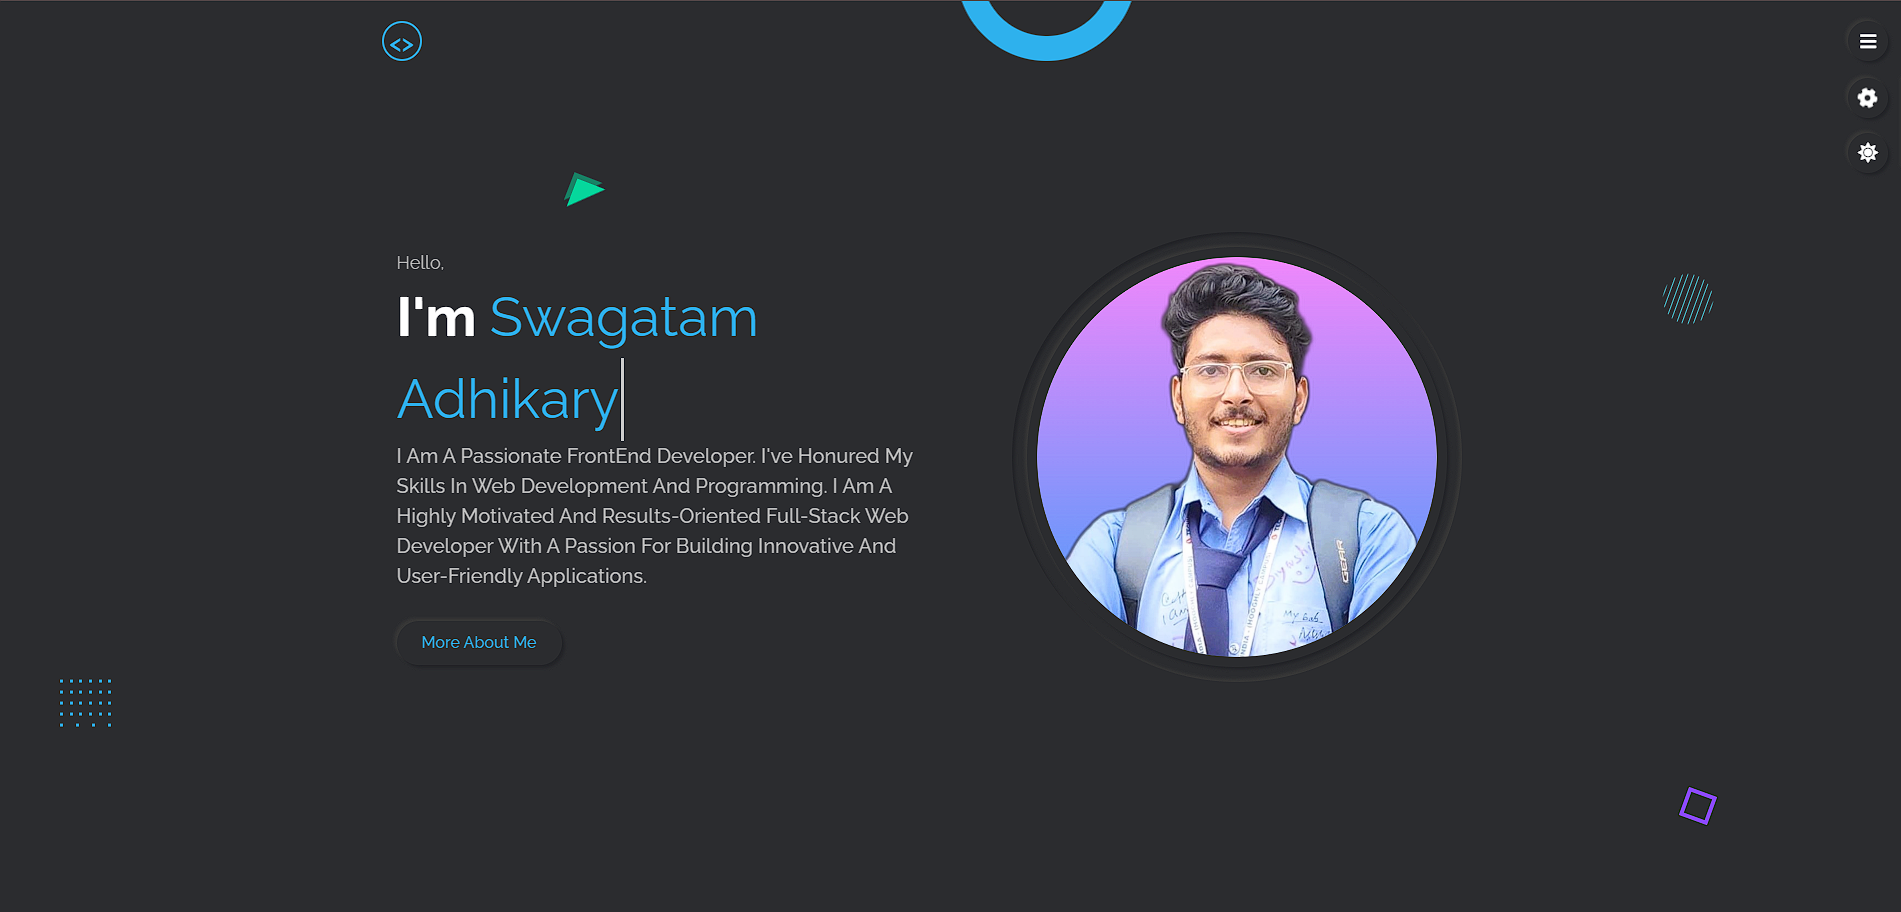 <>
Hello,
I'm Swagatam
Adhikary
I Am A Passionate FrontEnd Developer. I've Honured My
Skills In Web Development And Programming. I Am A
Highly Motivated And Results-Oriented Full-Stack Web
Developer With A Passion For Building Innovative And
User-Friendly Applications.
More About Me
GEAR